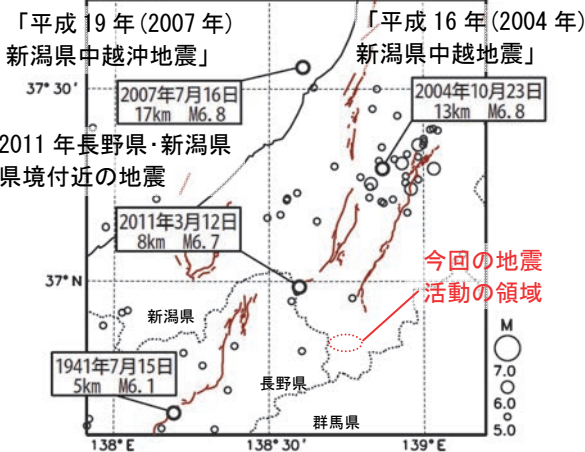 「平成 19 年(2007 年)
新潟県中越沖地震」
「平成 16 年(2004 年)
新潟県中越地震」
37°30′
2007年7月16日
17km M6.8
2004年10月23日
13km M6.8
2011 年長野県･新潟県
県境付近の地震
2011年3月12日
8km M6.7
今回の地震
活動の領域
37°N
新潟県
M
7.0
6.0
5.0
1941年7月15日
5km M6.1
長野県
群馬県
138°E
138°30′
139°E